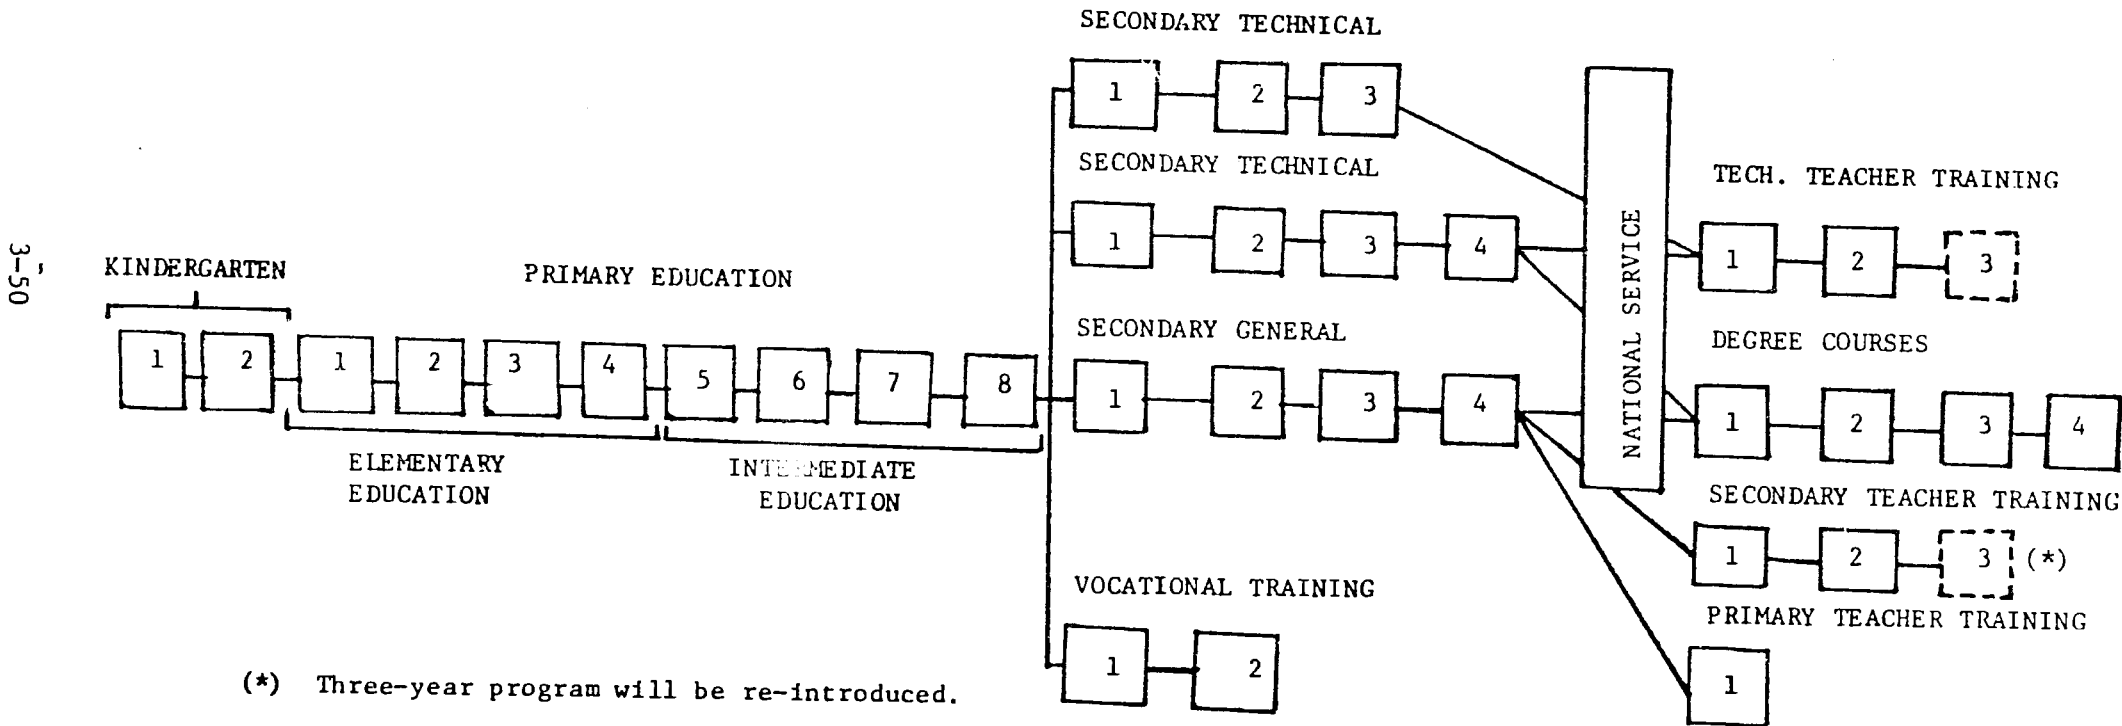 3-50
SECONDARY TECHNICAL
1 2 3
SECONDARY TECHNICAL
1 2 3 4
KINDERGARTEN
PRIMARY EDUCATION
1 2 1 2 3 4 5 6 7 8
ELEMENTARY
EDUCATION
INTERMEDIATE
EDUCATION
SECONDARY GENERAL
1 2 3 4
VOCATIONAL TRAINING
1 2
NATIONAL SERVICE
TECH. TEACHER TRAINING
1 2 3
DEGREE COURSES
1 2 3 4
SECONDARY TEACHER TRAINING
1 2 3 (*)
PRIMARY TEACHER TRAINING
1
(*) Three-year program will be re-introduced.